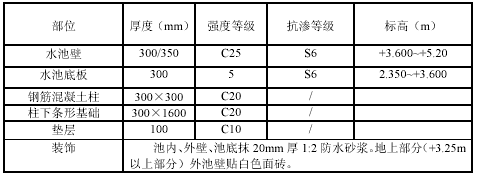 部位 厚度（mm） 强度等级 抗渗等级 标高（m）
水池壁 300/350 C25 S6 +3.600~+5.20
水池底板 300 5 S6 2.350~+3.600
钢筋混凝土柱 300×300 C20 /
柱下条形基础 300×1600 C20 /
垫层 100 C10 /
装饰 池内、外壁、池底抹 20mm 厚 1:2 防水砂浆。地上部分（+3.25m
以上部分）外池壁贴白色面砖。